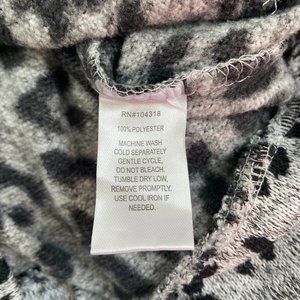 RN#104318
100% POLYESTER
MACHINE WASH
COLD SEPARATELY
GENTLE CYCLE,
DO NOT BLEACH.
TUMBLE DRY LOW,
REMOVE PROMPTLY,
USE COOL IRON IF
NEEDED.